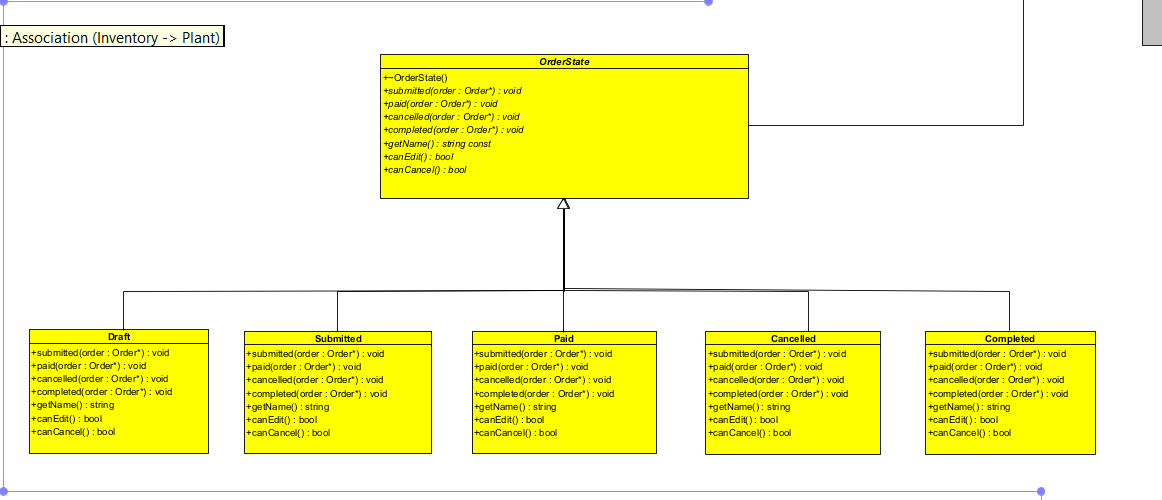 : Association (Inventory -> Plant)
OrderState
+~OrderState()
+submitted(order : Order*) : void
+paid(order : Order*) : void
+cancelled(order : Order*) : void
+completed(order : Order*) : void
+getName() : string const
+canEdit() : bool
+canCancel() : bool
Draft
+submitted(order : Order*) : void
+paid(order : Order*) : void
+cancelled(order : Order*) : void
+completed(order : Order*) : void
+getName() : string
+canEdit() : bool
+canCancel() : bool
Submitted
+submitted(order : Order*) : void
+paid(order : Order*) : void
+cancelled(order : Order*) : void
+completed(order : Order*) : void
+getName() : string
+canEdit() : bool
+canCancel() : bool
Paid
+submitted(order : Order*) : void
+paid(order : Order*) : void
+cancelled(order : Order*) : void
+completed(order : Order*) : void
+getName() : string
+canEdit() : bool
+canCancel() : bool
Cancelled
+submitted(order : Order*) : void
+paid(order : Order*) : void
+cancelled(order : Order*) : void
+completed(order : Order*) : void
+getName() : string
+canEdit() : bool
+canCancel() : bool
Completed
+submitted(order : Order*) : void
+paid(order : Order*) : void
+cancelled(order : Order*) : void
+completed(order : Order*) : void
+getName() : string
+canEdit() : bool
+canCancel() : bool